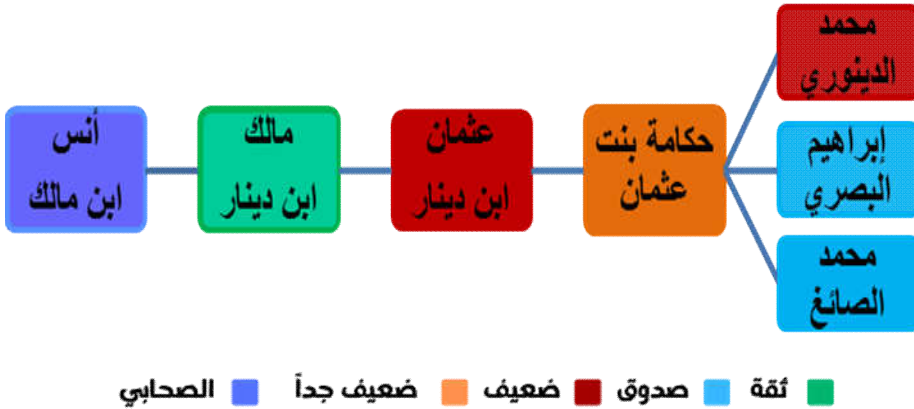 محمد
الدينوري
أنس
ابن مالك
مالك
ابن دينار
عثمان
ابن دينار
حكامة بنت
عثمان
إبراهيم
البصري
محمد
الصائغ
ثقة
صدوق
ضعيف
ضعيف جداً
الصحابي